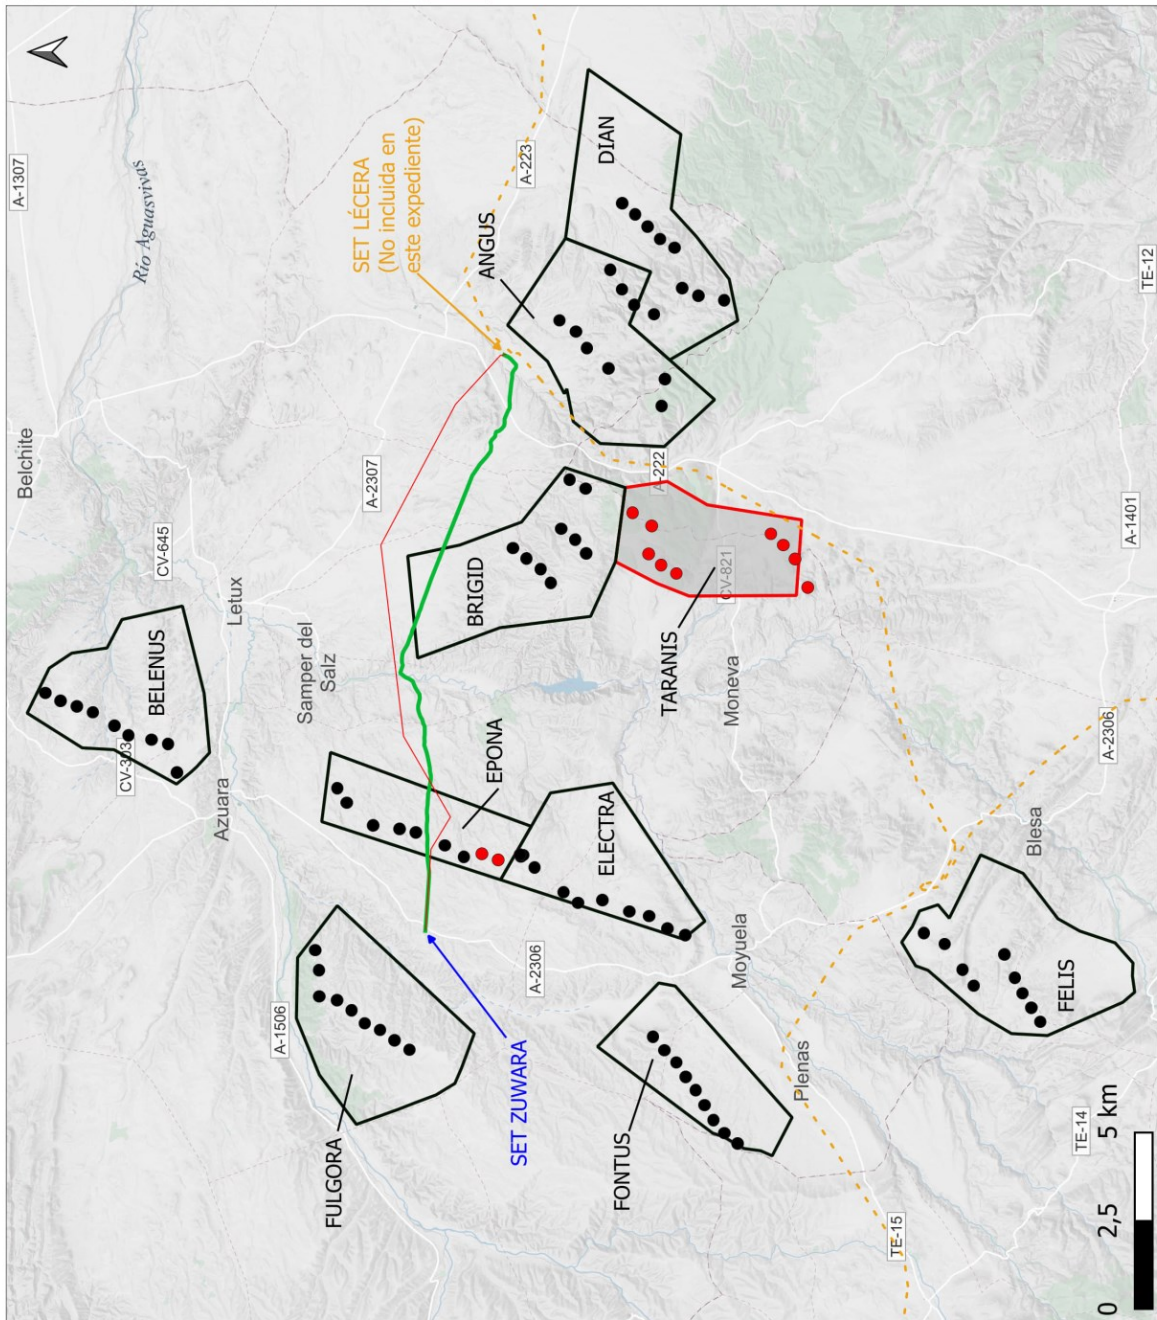 A-1307
Río Aguasvivas
Belchite
SET LÉCERA
(No incluida en
este expediente)
A-223
DIAN
ANGUS
A-2307
CV-645
Letux
BELENUS
CV-303
Azuara
Samper del
Salz
BRIGID
A-222
CV-821
TARANIS
Moneva
TE-12
A-1401
A-2306
EPONA
ELECTRA
Blesa
FELIS
Moyuela
A-2306
A-1506
FULGORA
SET ZUWARA
FONTUS
Plenas
TE-14
TE-15
0
2,5
5 km